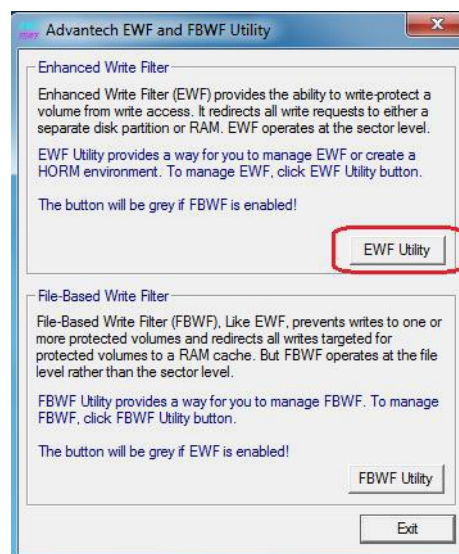 Advantech EWF and FBWF Utility
Enhanced Write Filter
Enhanced Write Filter (EWF) provides the ability to write-protect a
volume from write access. It redirects all write requests to either a
separate disk partition or RAM. EWF operates at the sector level.
EWF Utility provides a way for you to manage EWF or create a
HORM environment. To manage EWF, click EWF Utility button.
The button will be grey if FBWF is enabled!
EWF Utility
File-Based Write Filter
File-Based Write Filter (FBWF), Like EWF, prevents writes to one or
more protected volumes and redirects all writes targeted for
protected volumes to a RAM cache. But FBWF operates at the file
level rather than the sector level.
FBWF Utility provides a way for you to manage FBWF. To manage
FBWF, click FBWF Utility button.
The button will be grey if EWF is enabled!
FBWF Utility
Exit